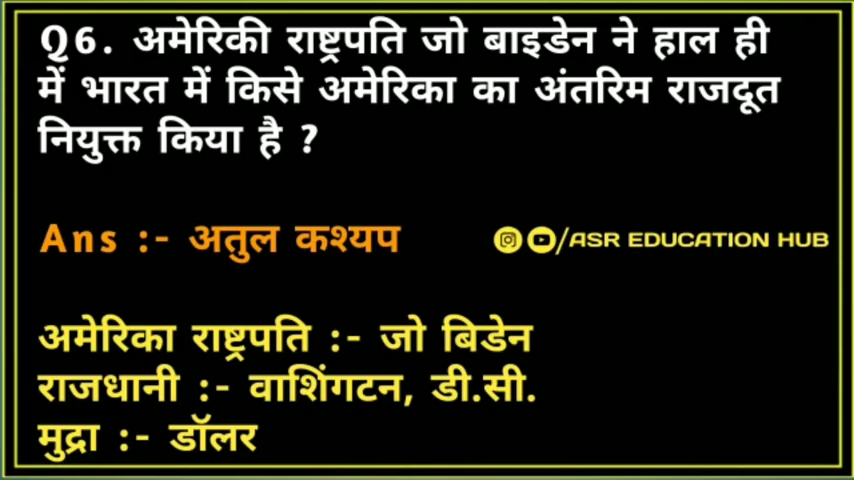 Q6. अमेरिकी राष्ट्रपति जो बाइडेन ने हाल ही
में भारत में किसे अमेरिका का अंतरिम राजदूत
नियुक्त किया है ?
Ans :- अतुल कश्यप
/ASR EDUCATION HUB
अमेरिका राष्ट्रपति :- जो बिडेन
राजधानी :- वाशिंगटन, डी.सी.
मुद्रा :- डॉलर